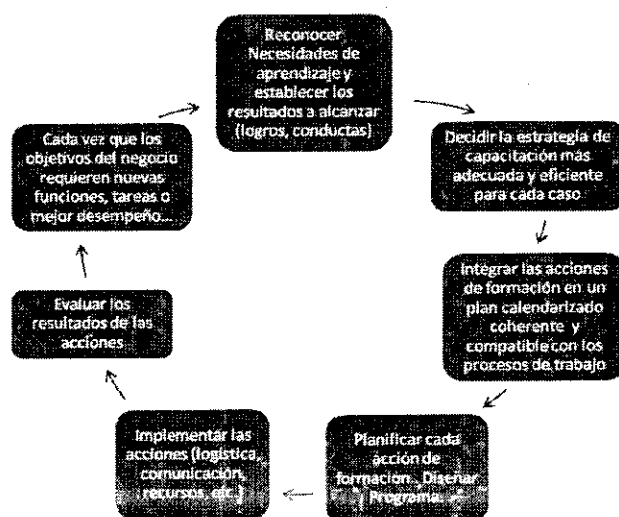 Reconocer
Necesidades de
aprendizaje y
establecer los
resultados a alcanzar
(logros, conductas)
Decidir la estrategia de
capacitación más
adecuada y eficiente
para cada caso
Integrar las acciones
de formación en un
plan calendarizado
coherente y
compatible con los
procesos de trabajo
Planificar cada
acción de
formación. Diseñar
Programa.
Implementar las
acciones (logística,
comunicación,
recursos, etc.)
Evaluar los
resultados de las
acciones
Cada vez que los
objetivos del negocio
requieren nuevas
funciones, tareas o
mejor desempeño...